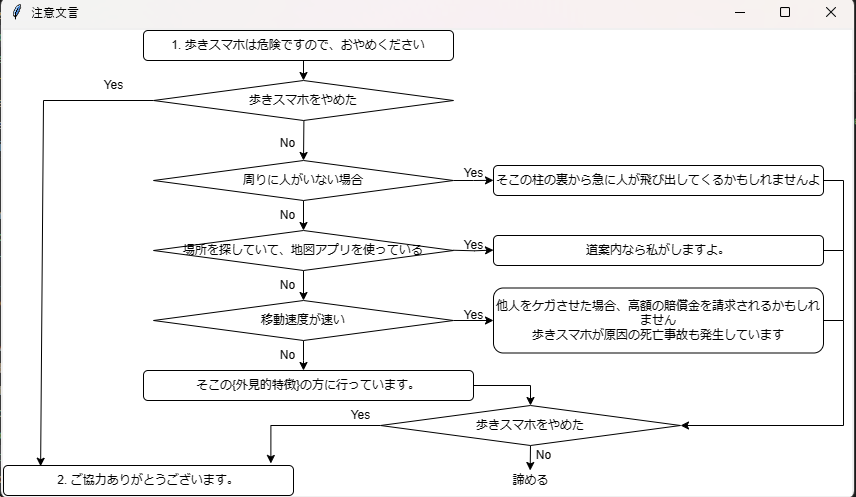 注意文言
1. 歩きスマホは危険ですので、おやめください
Yes
歩きスマホをやめた
No
周りに人がいない場合
Yes
そこの柱の裏から急に人が飛び出してくるかもしれませんよ
No
場所を探していて、地図アプリを使っている
Yes
道案内なら私がしますよ。
No
移動速度が速い
Yes
他人をケガさせた場合、高額の賠償金を請求されるかもしれ
ません
歩きスマホが原因の死亡事故も発生しています
No
そこの{外見的特徴}の方に行っています。
Yes
歩きスマホをやめた
No
2. ご協力ありがとうございます。
諦める